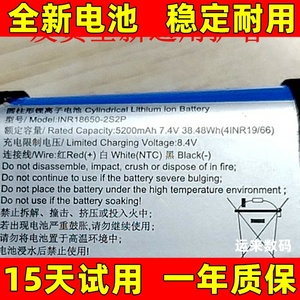 全新电池 稳定耐用
圆柱形锂离子电池 Cylindrical Lithium Ion Battery
型号/ Model:INR18650-2S2P
额定容量/ Rated Capacity:5200mAh 7.4V 38.48Wh(4INR19/66)
充电限制电压/ Limited Charging Voltage:8.4V
连接线/Wire:红Red(+) 白White(NTC) 黑 Black(-)
Do not disassemble, impact, crush or dispose of in fire;
do not continue to use if the battery severe bulging;
Do not place the battery under the high temperature environment;
Do not use if the battery soaking!
禁止拆解、撞击、挤压或投入火中;
若出现电池严重鼓胀,请勿继续使用;
请勿将电池置于高温环境中;
电池浸水后禁止使用!
运来数码
15天试用 一年质保